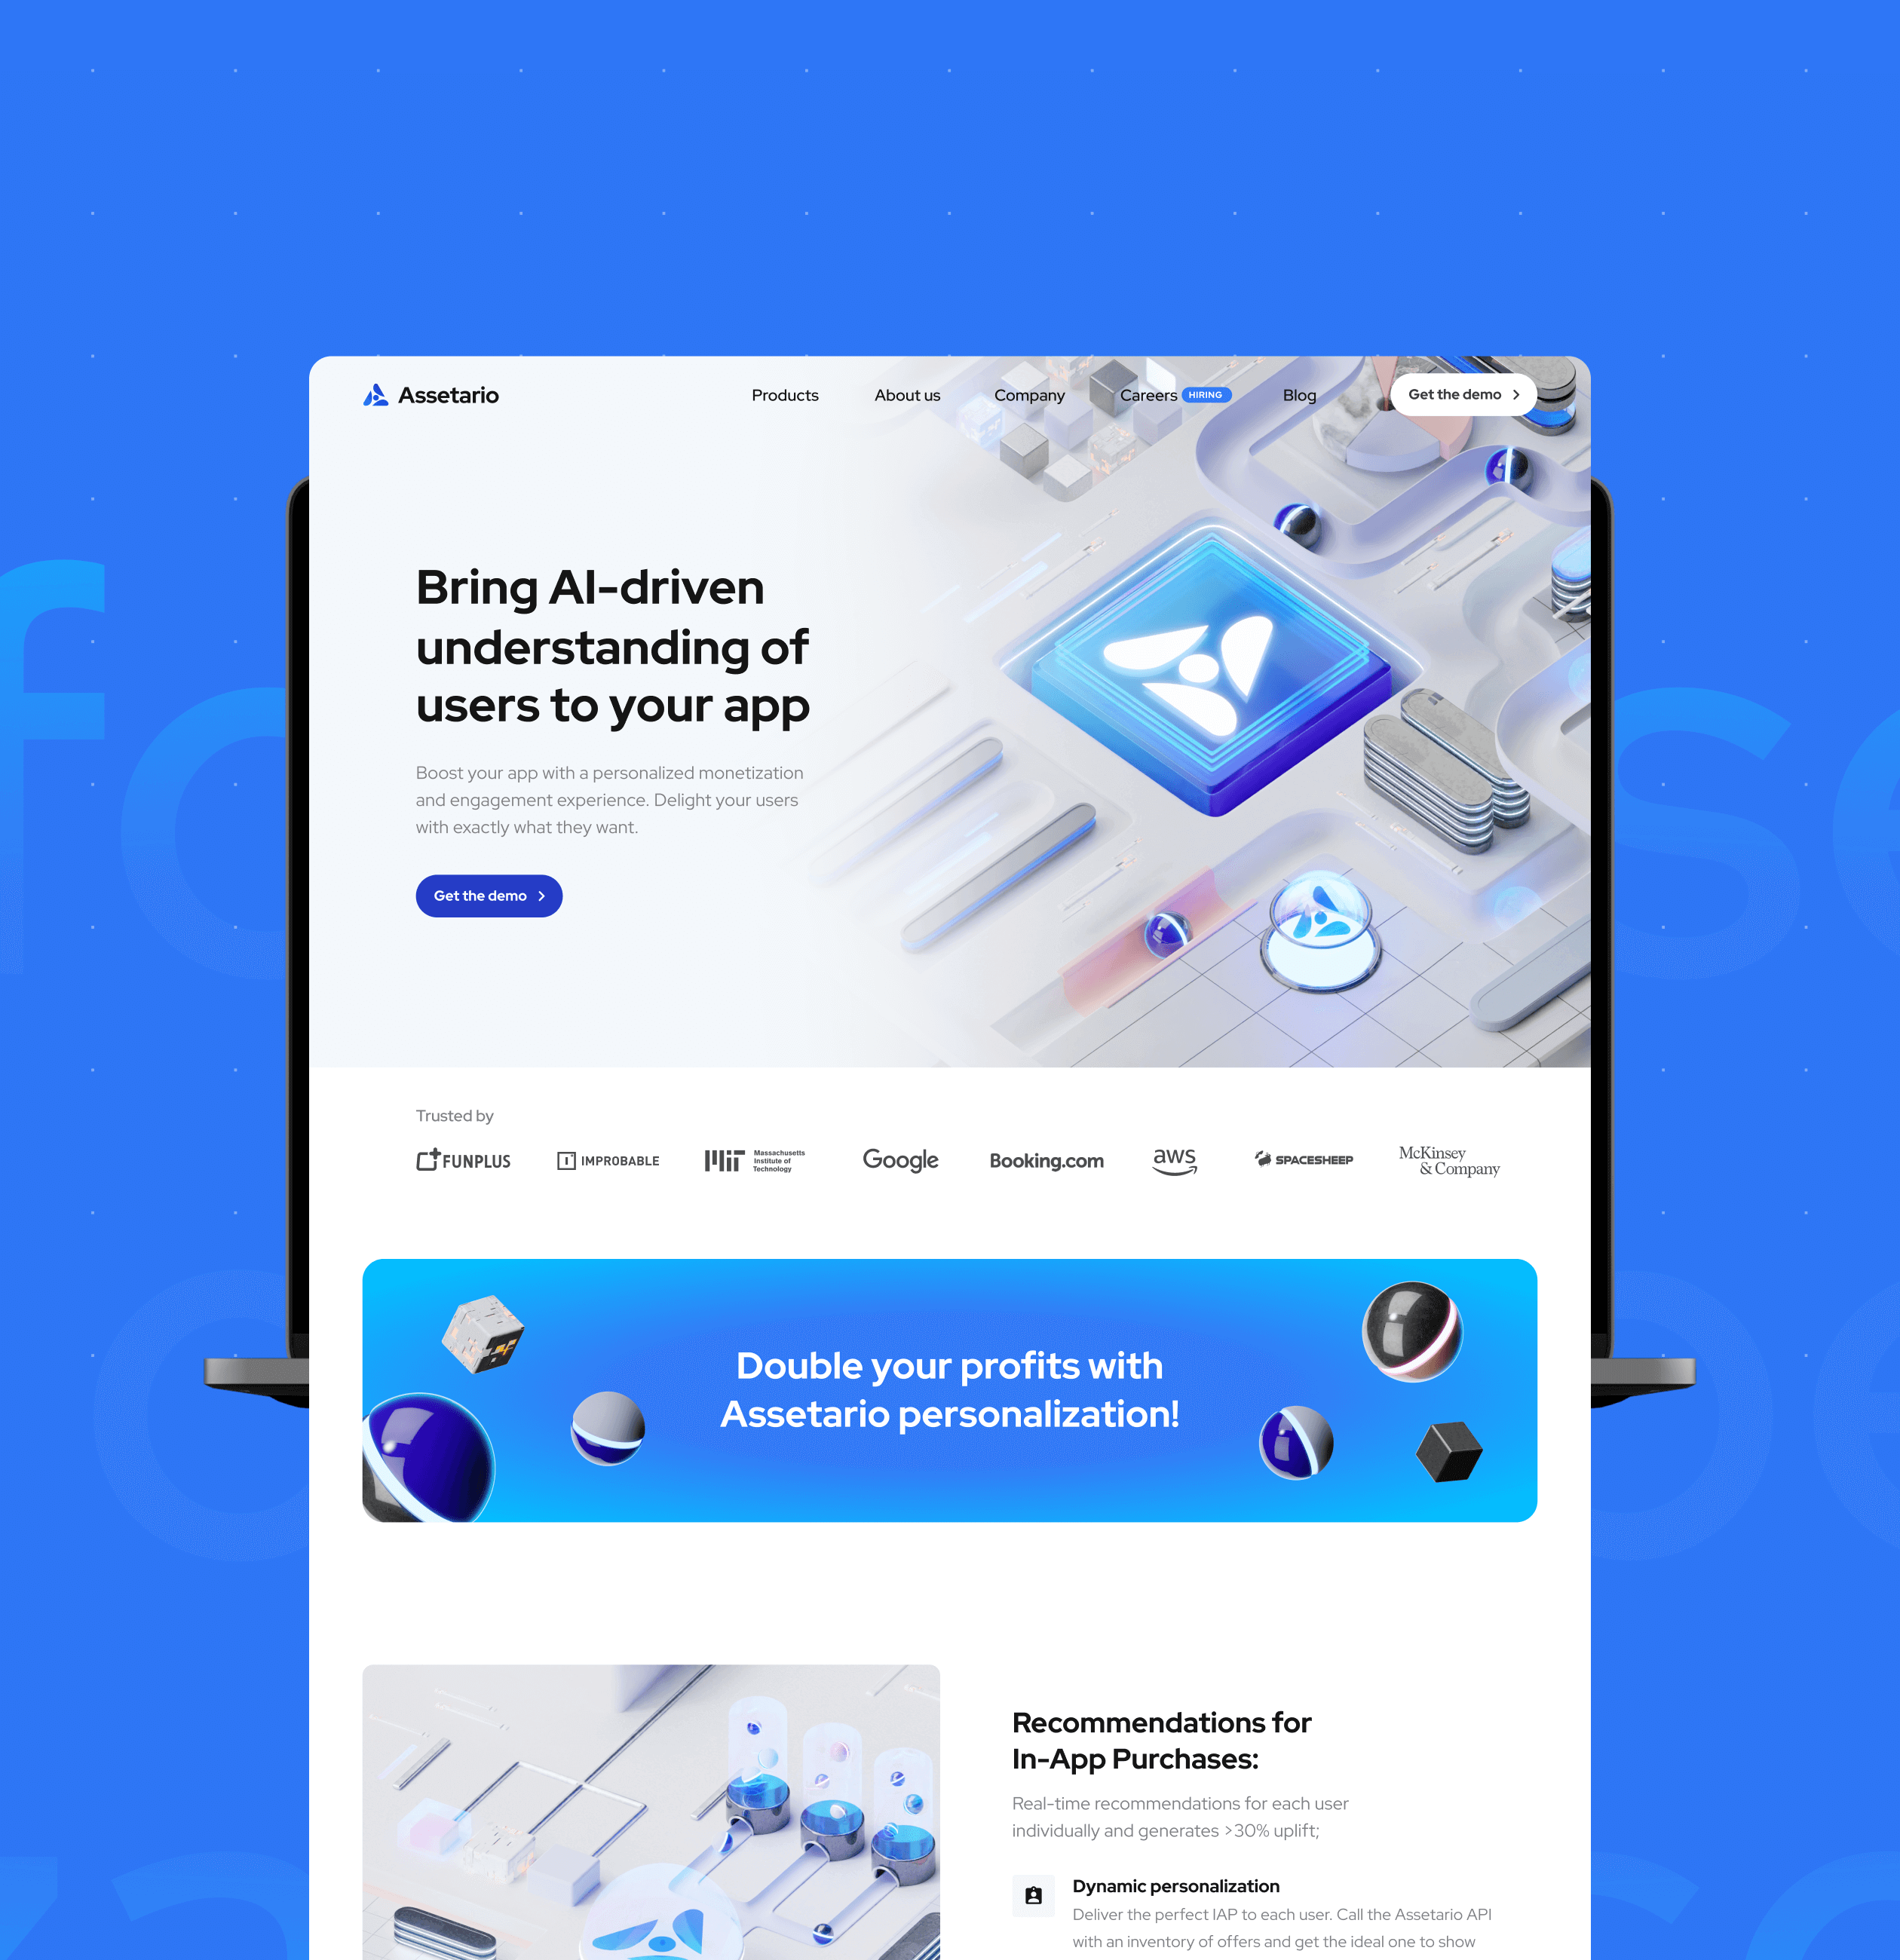 Assetario
Products About us Company Careers HIRING Blog Get the demo
Bring AI-driven
understanding of
users to your app
Boost your app with a personalized monetization
and engagement experience. Delight your users
with exactly what they want.
Get the demo
Trusted by
FUNPLUS
IMPROBABLE
Massachusetts
Institute of
Technology
Google
Booking.com
aws
SPACESHEEP
McKinsey
& Company
Double your profits with
Assetario personalization!
Recommendations for
In-App Purchases:
Real-time recommendations for each user
individually and generates >30% uplift;
Dynamic personalization
Deliver the perfect IAP to each user. Call the Assetario API
with an inventory of offers and get the ideal one to show